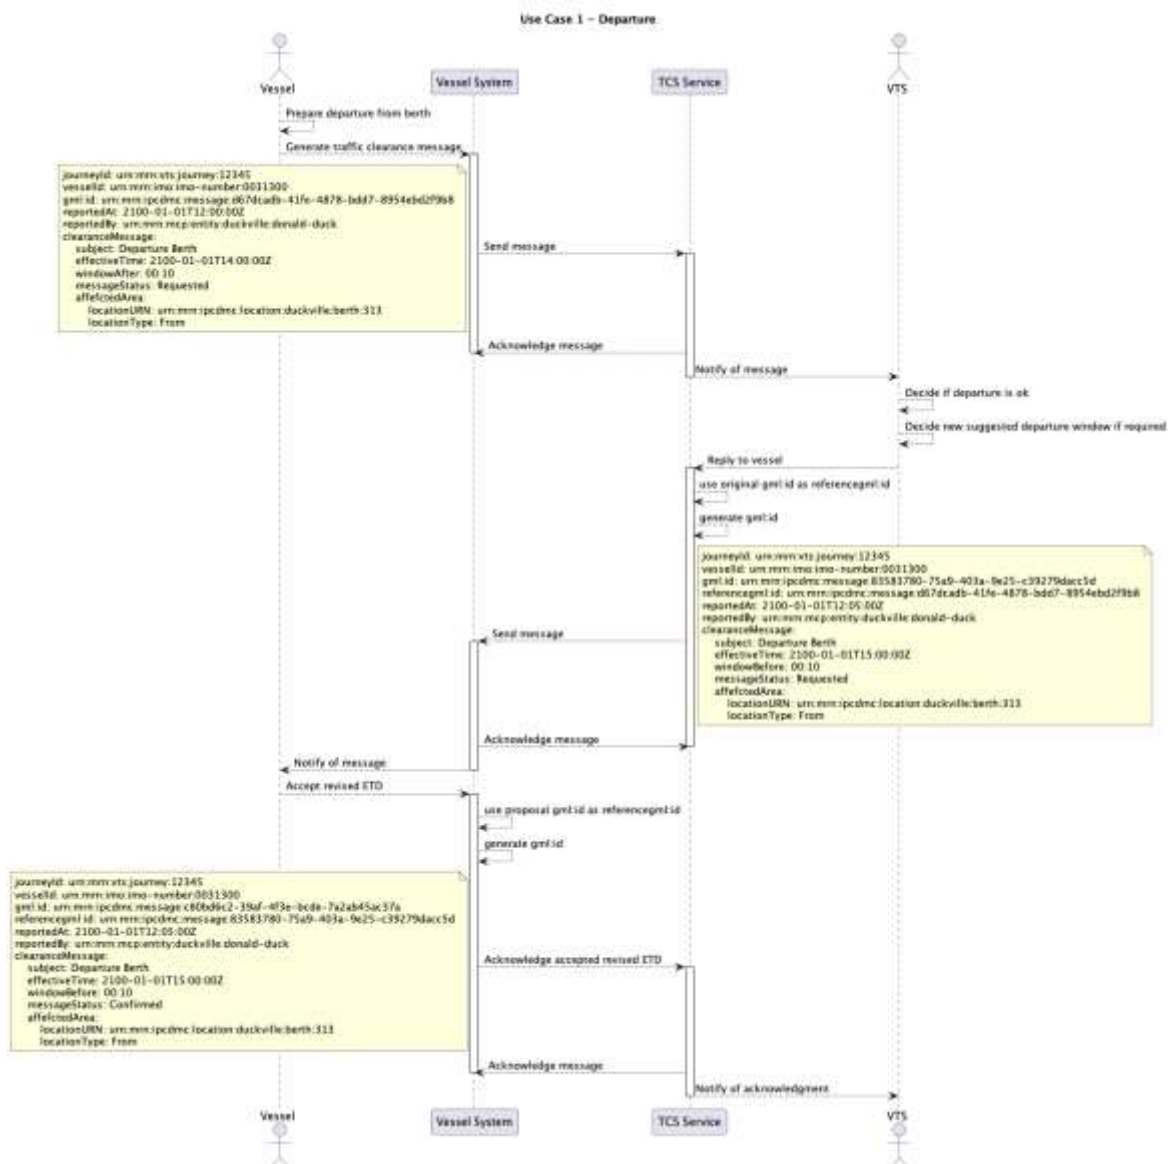 Use Case 1 – Departure
Vessel
Vessel System
TCS Service
VTS
Prepare departure from berth
Generate traffic clearance message
journeyId: urn:mrn:vts:journey:12345
vesselId: urn:mrn:imo:imo-number:0031300
gml:id: urn:mrn:ipcdmc:message:d67dcadb-41fe-4878-bdd7-8954ebd2f9b8
reportedAt: 2100-01-01T12:00:00Z
reportedBy: urn:mrn:mcp:entity:duckville:donald-duck
clearanceMessage:
subject: Departure Berth
effectiveTime: 2100-01-01T14:00:00Z
windowAfter: 00:10
messageStatus: Requested
affefctedArea:
locationURN: urn:mrn:ipcdmc:location:duckville:berth:313
locationType: From
Send message
Acknowledge message
Notify of message
Decide if departure is ok
Decide new suggested departure window if required
Reply to vessel
use original gml:id as referencegml:id
generate gml:id
journeyId: urn:mrn:vts:journey:12345
vesselId: urn:mrn:imo:imo-number:0031300
gml:id: urn:mrn:ipcdmc:message:83583780-75a9-403a-9e25-c39279dacc5d
referencegml:id: urn:mrn:ipcdmc:message:d67dcadb-41fe-4878-bdd7-8954ebd2f9b8
reportedAt: 2100-01-01T12:05:00Z
reportedBy: urn:mrn:mcp:entity:duckville:donald-duck
clearanceMessage:
subject: Departure Berth
effectiveTime: 2100-01-01T15:00:00Z
windowBefore: 00:10
messageStatus: Requested
affefctedArea:
locationURN: urn:mrn:ipcdmc:location:duckville:berth:313
locationType: From
Send message
Acknowledge message
Notify of message
Accept revised ETD
use proposal gml:id as referencegml:id
generate gml:id
journeyId: urn:mrn:vts:journey:12345
vesselId: urn:mrn:imo:imo-number:0031300
gml:id: urn:mrn:ipcdmc:message:c80bd6c2-39af-4f3e-bcde-7a2ab45ac37a
referencegml:id: urn:mrn:ipcdmc:message:83583780-75a9-403a-9e25-c39279dacc5d
reportedAt: 2100-01-01T12:05:00Z
reportedBy: urn:mrn:mcp:entity:duckville:donald-duck
clearanceMessage:
subject: Departure Berth
effectiveTime: 2100-01-01T15:00:00Z
windowBefore: 00:10
messageStatus: Confirmed
affefctedArea:
locationURN: urn:mrn:ipcdmc:location:duckville:berth:313
locationType: From
Acknowledge accepted revised ETD
Acknowledge message
Notify of acknowledgment
Vessel
Vessel System
TCS Service
VTS